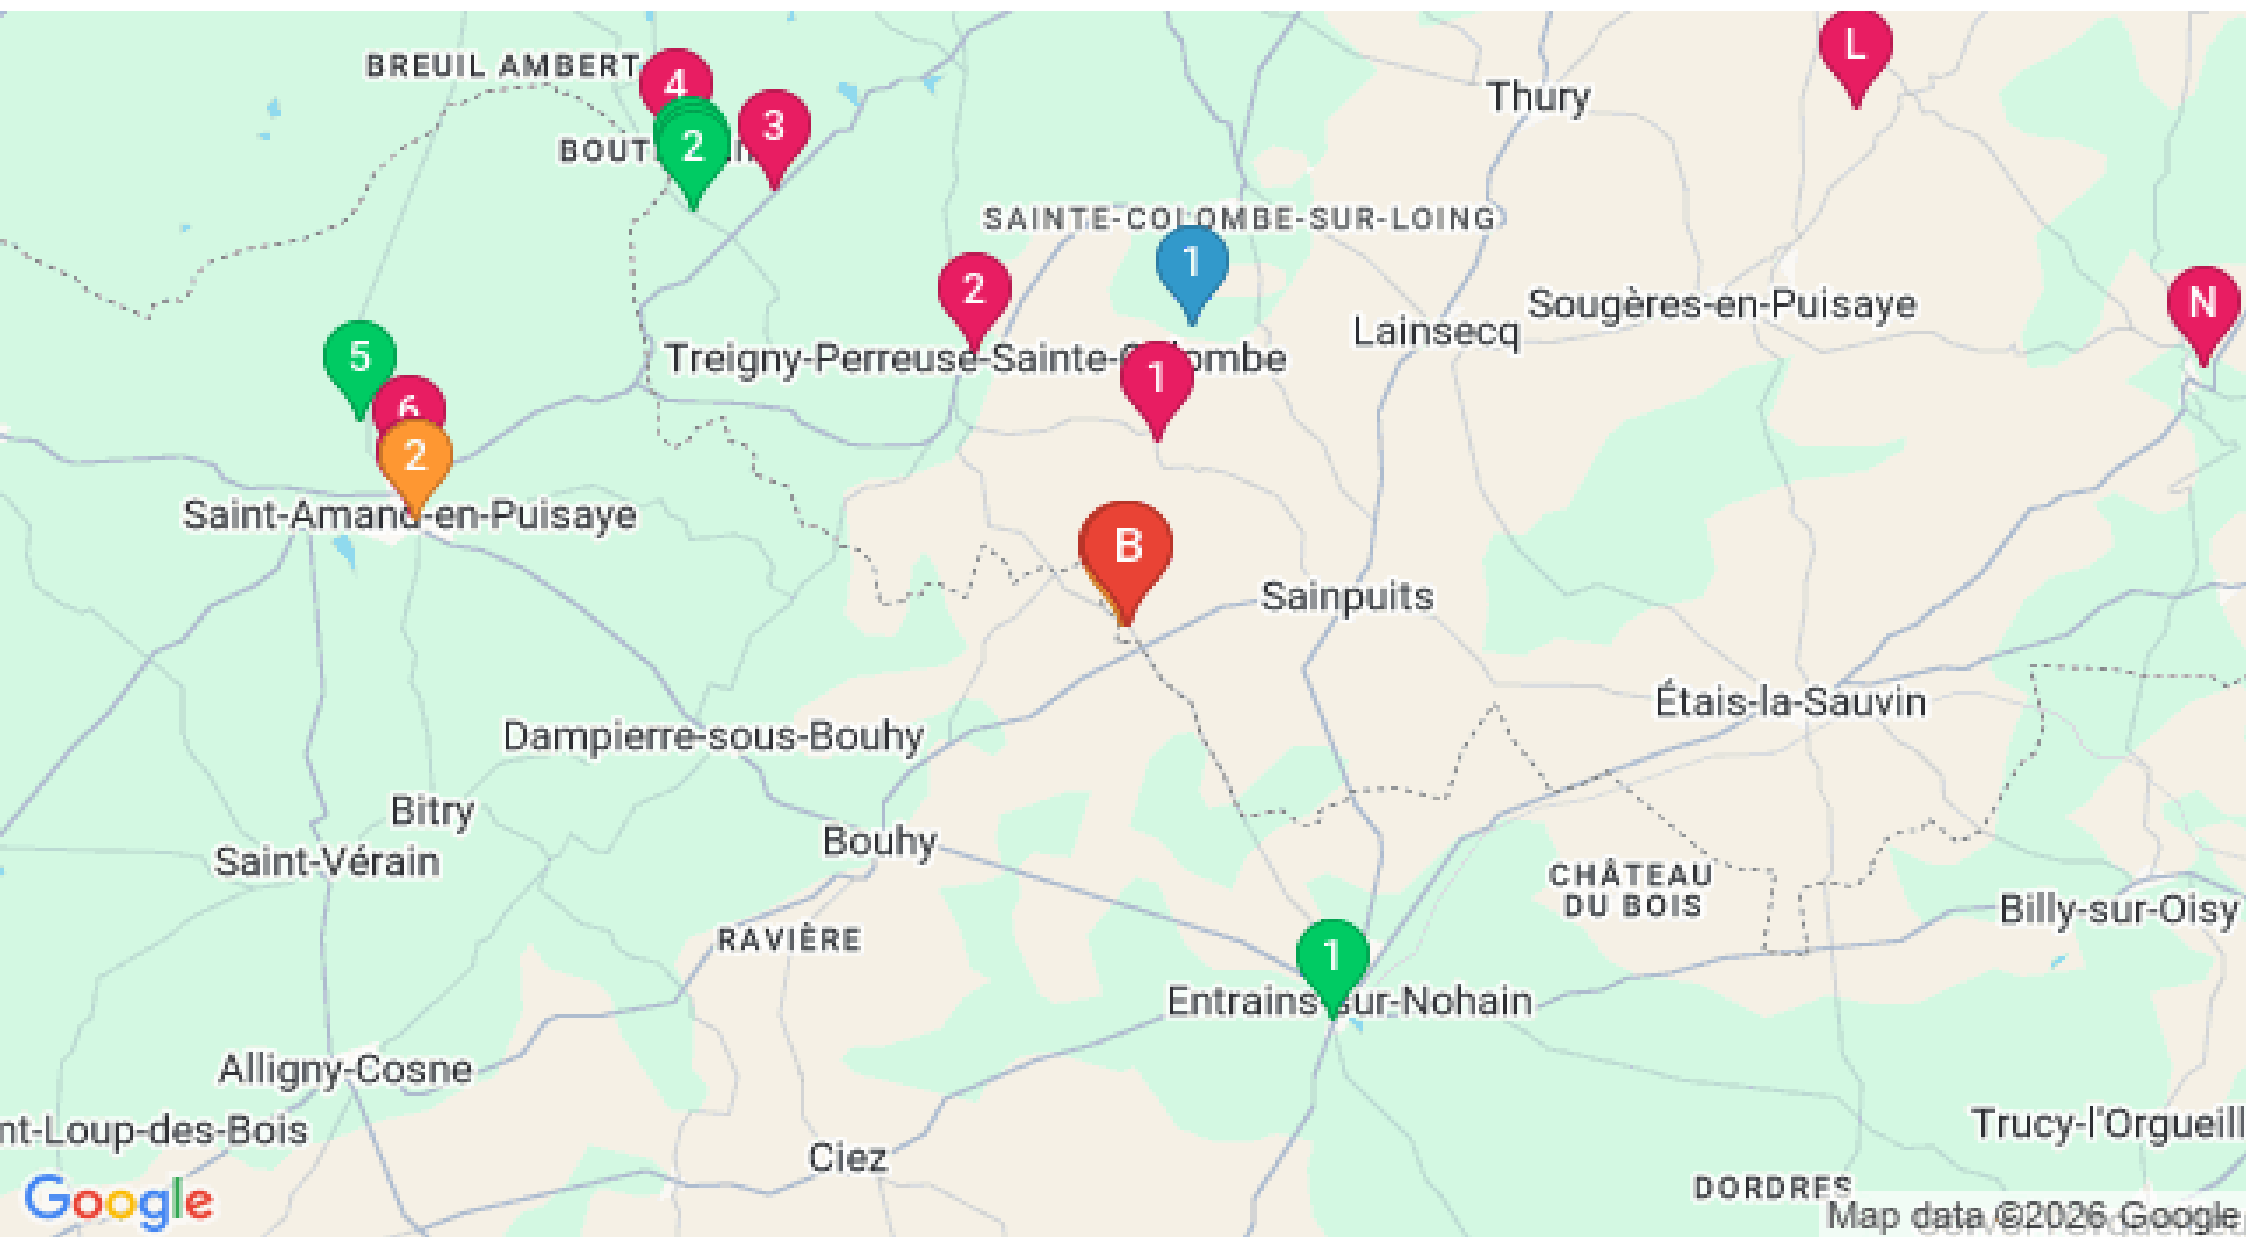 BREUIL AMBERT
4
L
Thury
3
2
BOUT
SAINTE-COLOMBE-SUR-LOING
1
2
N
Sougères-en-Puisaye
Lainsecq
5
Treigny-Perreuse-Sainte-Colombe
1
6
2
Saint-Amand-en-Puisaye
B
Sainpuits
Étais-la-Sauvin
Dampierre-sous-Bouhy
Bitry
Bouhy
Saint-Vérain
CHÂTEAU
DU BOIS
Billy-sur-Oisy
RAVIÈRE
1
Entrains-sur-Nohain
Alligny-Cosne
nt-Loup-des-Bois
Trucy-l'Orgueill
Ciez
DORDRES
Google
Map data ©2026 Google